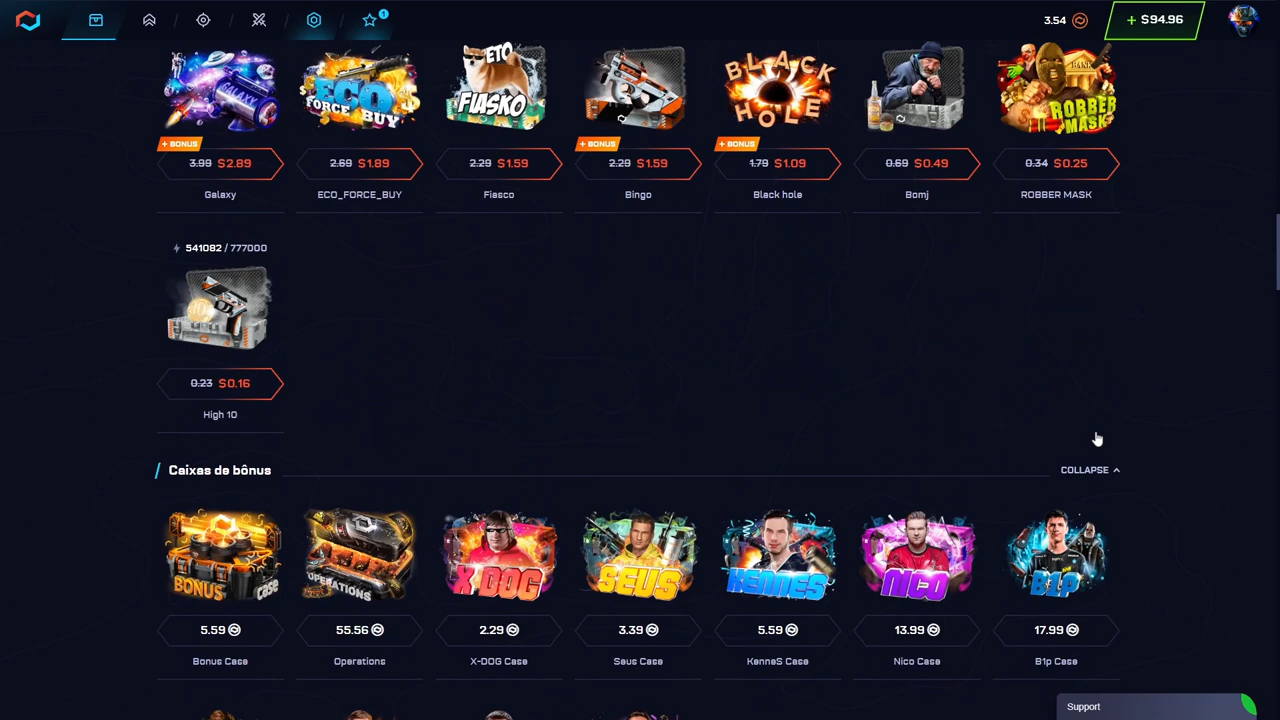 1
3.54
+ $94.96
GALAXY
ECO
FORCE BUY
ETO
FIASKO
BLACK
HOLE
BANK
ROBBER
MASK
+ BONUS
+ BONUS
+ BONUS
3.99 $2.89
2.69 $1.89
2.29 $1.59
2.29 $1.59
1.79 $1.09
0.69 $0.49
0.34 $0.25
Galaxy
ECO_FORCE_BUY
Fiasco
Bingo
Black hole
Bomj
ROBBER MASK
541082 / 777000
10
0.23 $0.16
High 10
Caixas de bônus
COLLAPSE
BONUS case
OPERATIONS
X DOG
SEUS
KENNES
NICO
B1P
5.59
55.56
2.29
3.39
5.59
13.99
17.99
Bonus Case
Operations
X-DOG Case
Seus Case
KenneS Case
Nico Case
B1p Case
Support